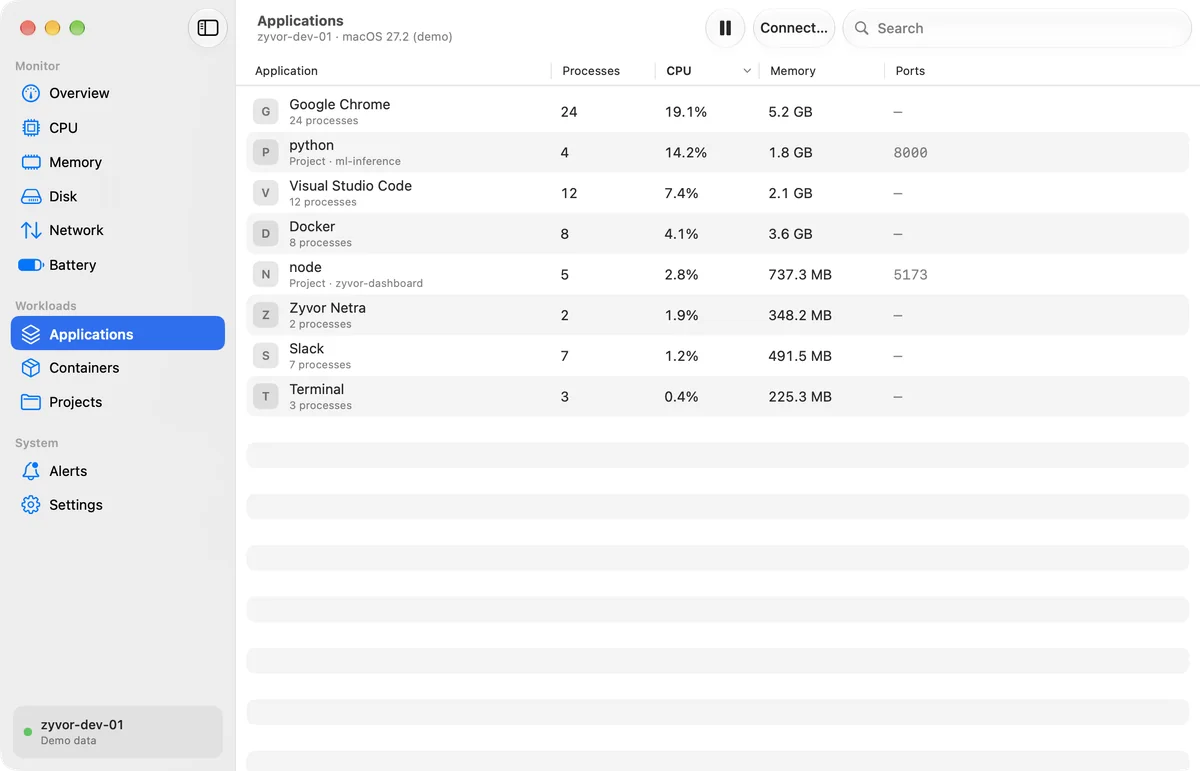 Applications
zyvor-dev-01 · macOS 27.2 (demo)
Connect...
Search
Monitor
Overview
CPU
Memory
Disk
Network
Battery
Workloads
Applications
Containers
Projects
System
Alerts
Settings
zyvor-dev-01
Demo data
Application Processes CPU Memory Ports
G Google Chrome 24 19.1% 5.2 GB –
24 processes
P python 4 14.2% 1.8 GB 8000
Project · ml-inference
V Visual Studio Code 12 7.4% 2.1 GB –
12 processes
D Docker 8 4.1% 3.6 GB –
8 processes
N node 5 2.8% 737.3 MB 5173
Project · zyvor-dashboard
Z Zyvor Netra 2 1.9% 348.2 MB –
2 processes
S Slack 7 1.2% 491.5 MB –
7 processes
T Terminal 3 0.4% 225.3 MB –
3 processes